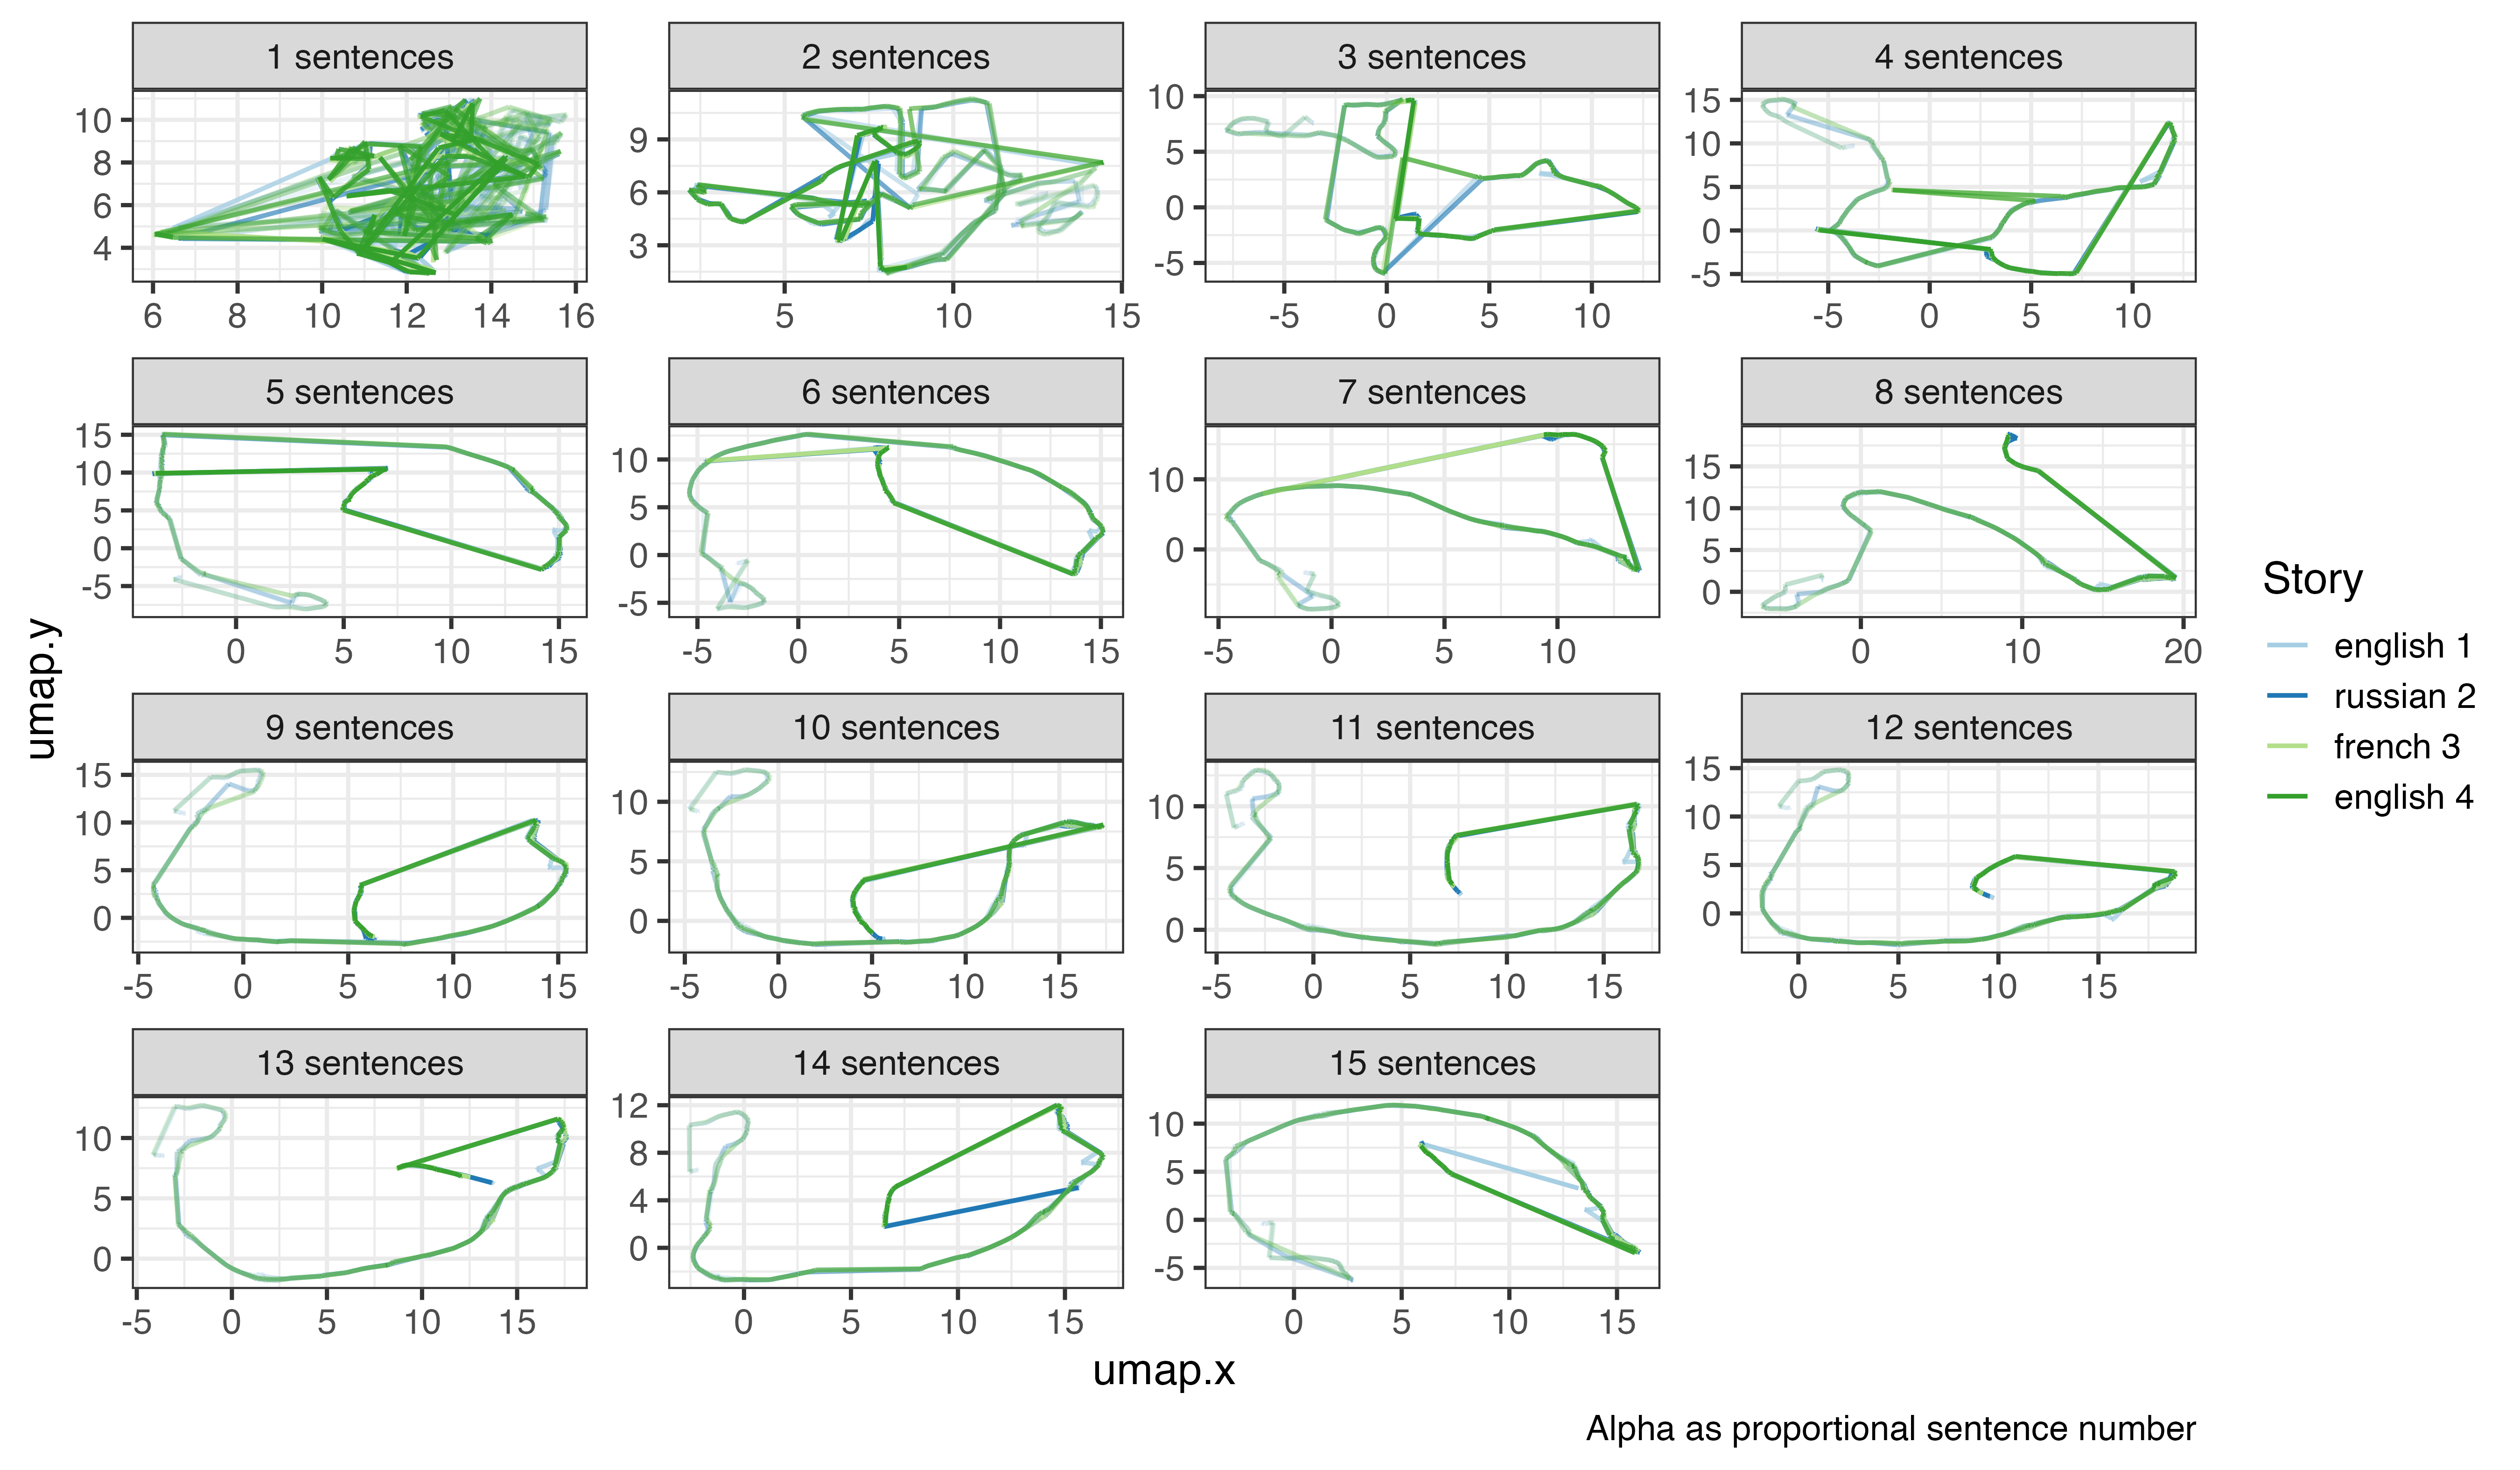 1 sentences 2 sentences 3 sentences 4 sentences
10
8
6
4
6 8 10 12 14 16
9
6
3
5 10 15
10
5
0
-5
-5 0 5 10
15
10
5
0
-5
-5 0 5 10
5 sentences 6 sentences 7 sentences 8 sentences
15
10
5
0
-5
0 5 10 15
10
5
0
-5
-5 0 5 10 15
10
0
-5 0 5 10
15
10
5
0
0 10 20
9 sentences 10 sentences 11 sentences 12 sentences
15
10
5
0
-5 0 5 10 15
10
5
0
-5 0 5 10 15
10
5
0
-5 0 5 10 15
15
10
5
0
0 5 10 15
13 sentences 14 sentences 15 sentences
10
5
0
-5 0 5 10 15
12
8
4
0
0 5 10 15
10
5
0
-5
0 5 10 15
umap.y
umap.x
Story
english 1
russian 2
french 3
english 4
Alpha as proportional sentence number